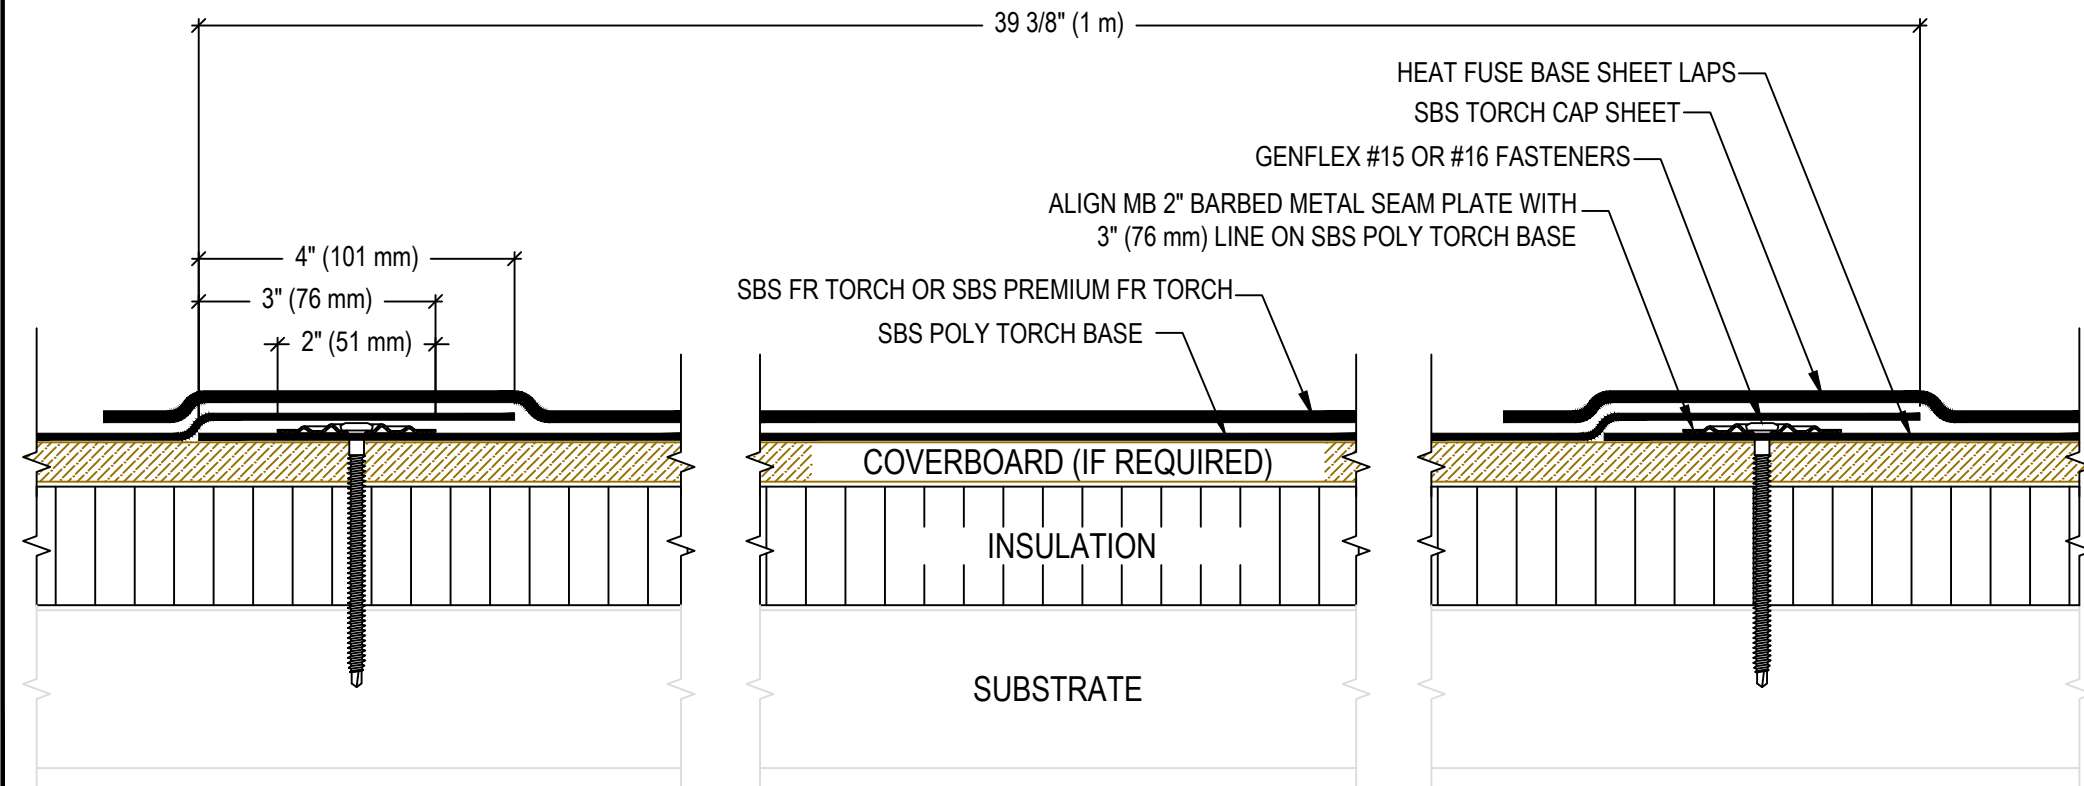 39 3/8" (1 m)
HEAT FUSE BASE SHEET LAPS
SBS TORCH CAP SHEET
GENFLEX #15 OR #16 FASTENERS
ALIGN MB 2" BARBED METAL SEAM PLATE WITH
3" (76 mm) LINE ON SBS POLY TORCH BASE
4" (101 mm)
3" (76 mm)
2" (51 mm)
SBS FR TORCH OR SBS PREMIUM FR TORCH
SBS POLY TORCH BASE
COVERBOARD (IF REQUIRED)
INSULATION
SUBSTRATE